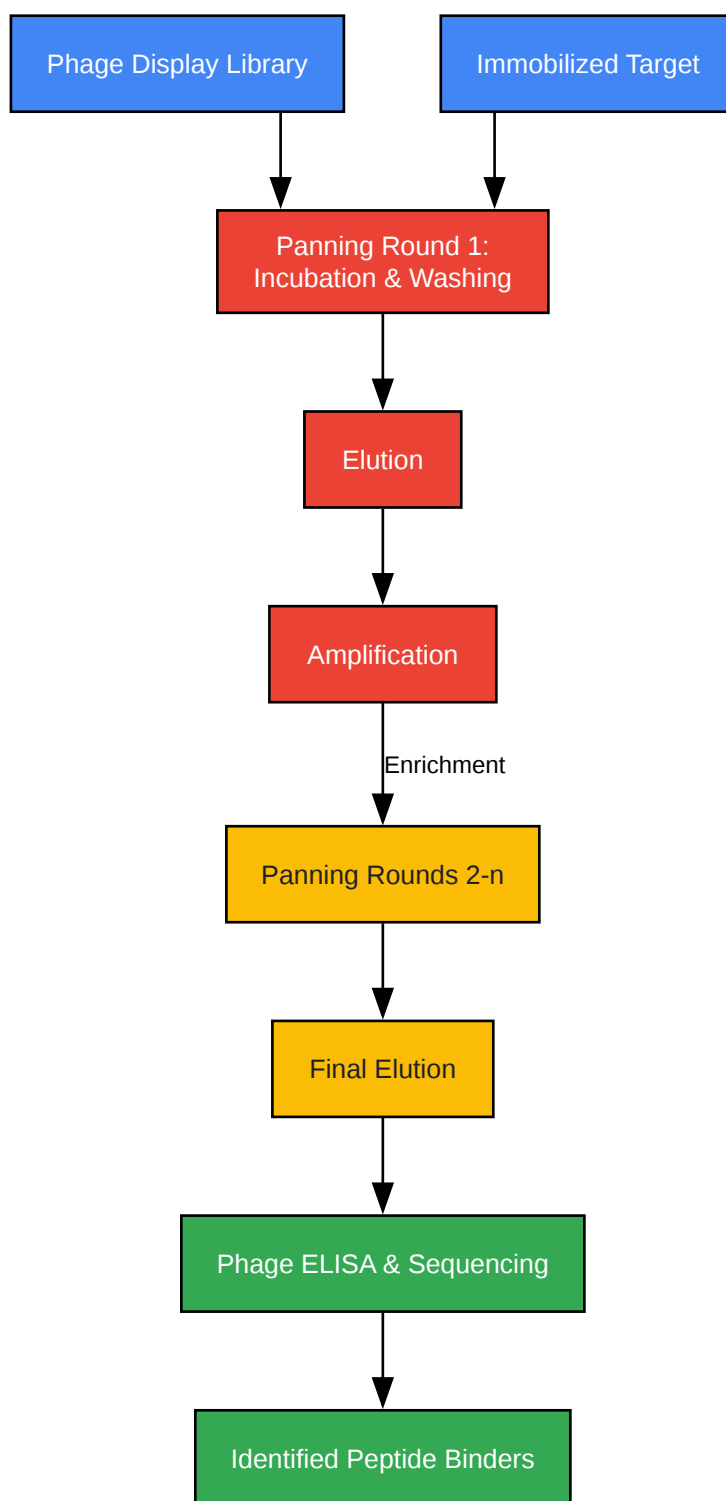 Phage Display Library
Immobilized Target
Panning Round 1:
Incubation & Washing
Elution
Amplification
Enrichment
Panning Rounds 2-n
Final Elution
Phage ELISA & Sequencing
Identified Peptide Binders